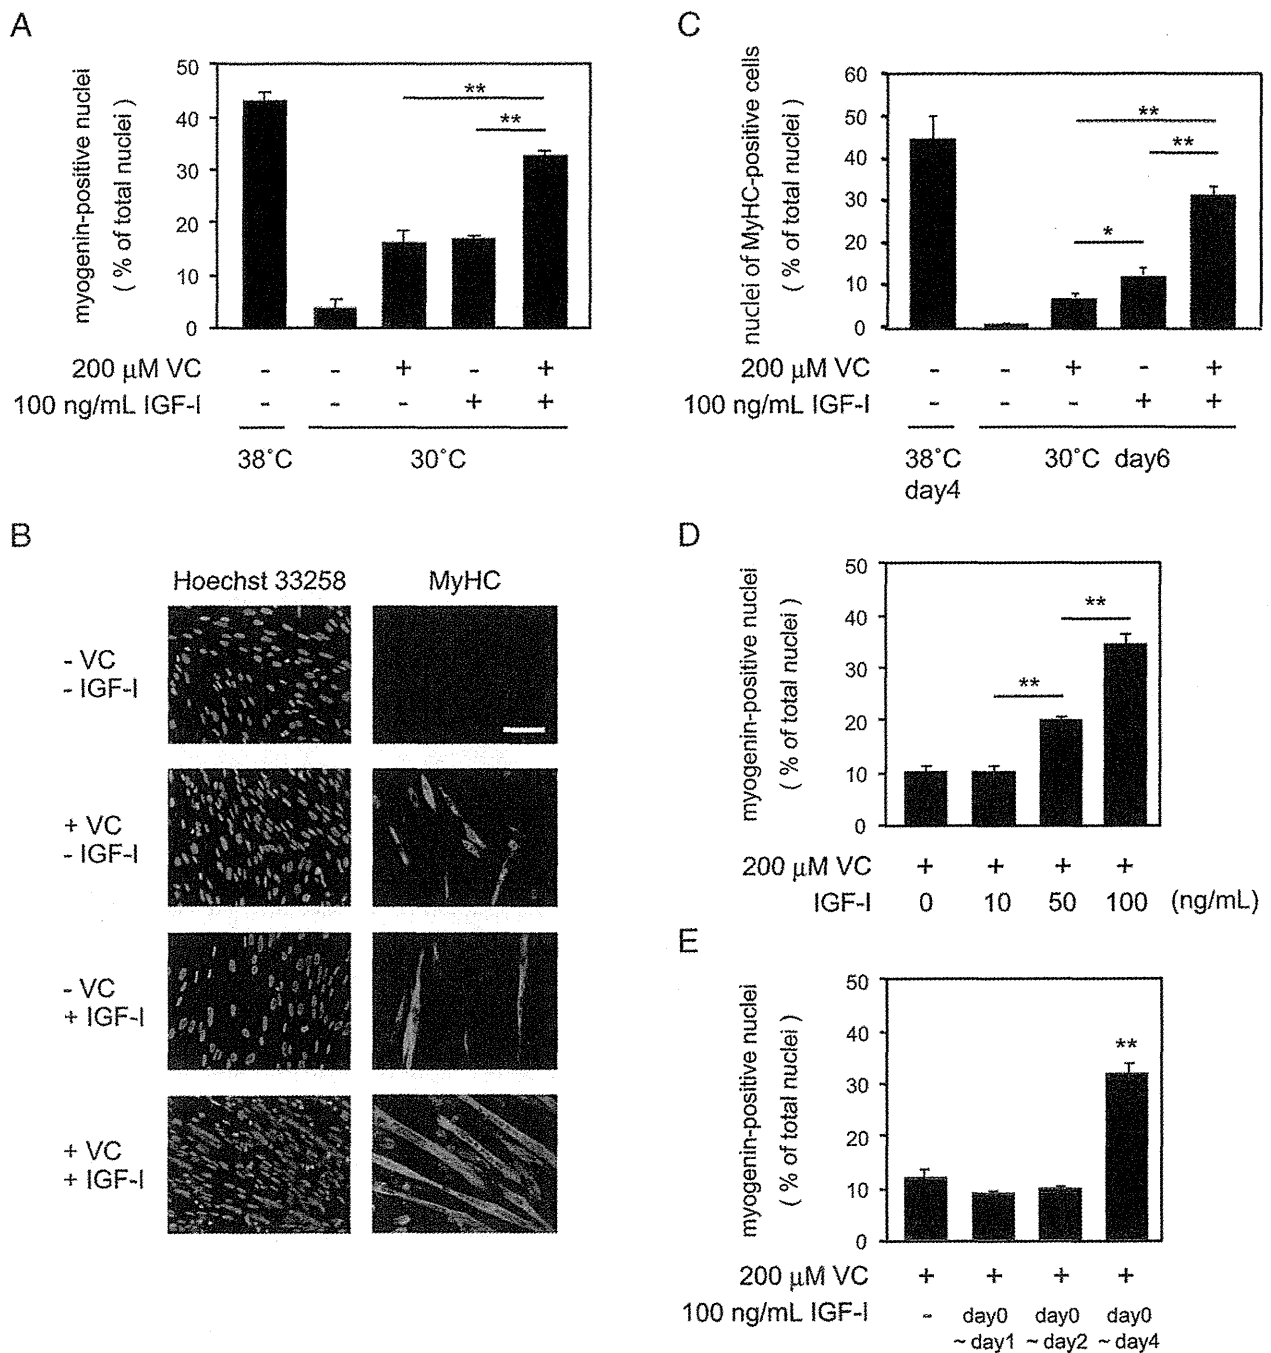 A
myogenin-positive nuclei
( % of total nuclei )
50
40
30
20
10
0
**
**
200 µM VC - - + - +
100 ng/mL IGF-I - - - + +
38˚C 30˚C
B
Hoechst 33258 MyHC
- VC
- IGF-I
+ VC
- IGF-I
- VC
+ IGF-I
+ VC
+ IGF-I
C
nuclei of MyHC-positive cells
( % of total nuclei )
60
50
40
30
20
10
0
**
**
*
200 µM VC - - + - +
100 ng/mL IGF-I - - - + +
38˚C 30˚C day6
day4
D
myogenin-positive nuclei
( % of total nuclei )
50
40
30
20
10
0
**
**
200 µM VC + + + +
IGF-I 0 10 50 100 (ng/mL)
E
myogenin-positive nuclei
( % of total nuclei )
50
40
30
20
10
0
**
200 µM VC + + + +
100 ng/mL IGF-I - day0 day0 day0
~ day1 ~ day2 ~ day4